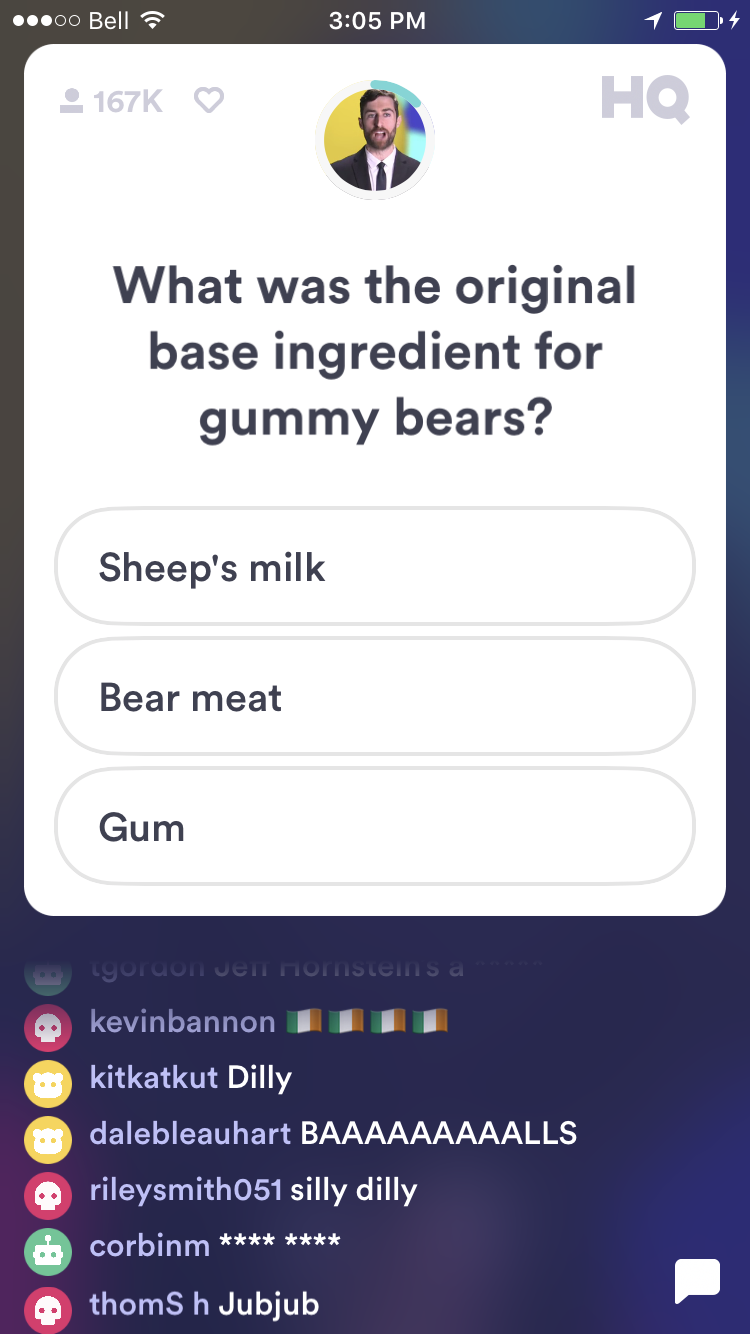 Bell 3:05 PM
167K HQ
What was the original
base ingredient for
gummy bears?
Sheep's milk
Bear meat
Gum
tgordon Jeff Hornstein's a *****
kevinbannon
kitkatkut Dilly
dalebleauhart BAAAAAAAAALLS
rileysmith051 silly dilly
corbinm **** ****
thomS h Jubjub